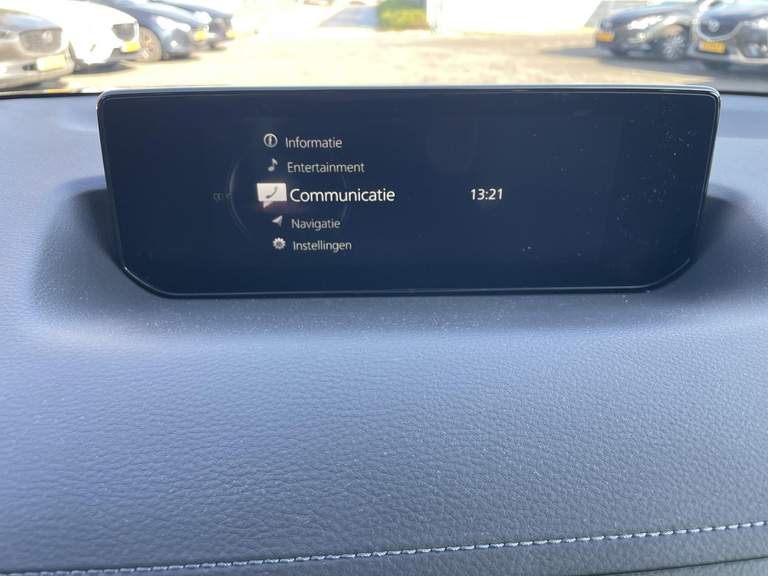 Informatie
Entertainment
Communicatie 13:21
Navigatie
Instellingen